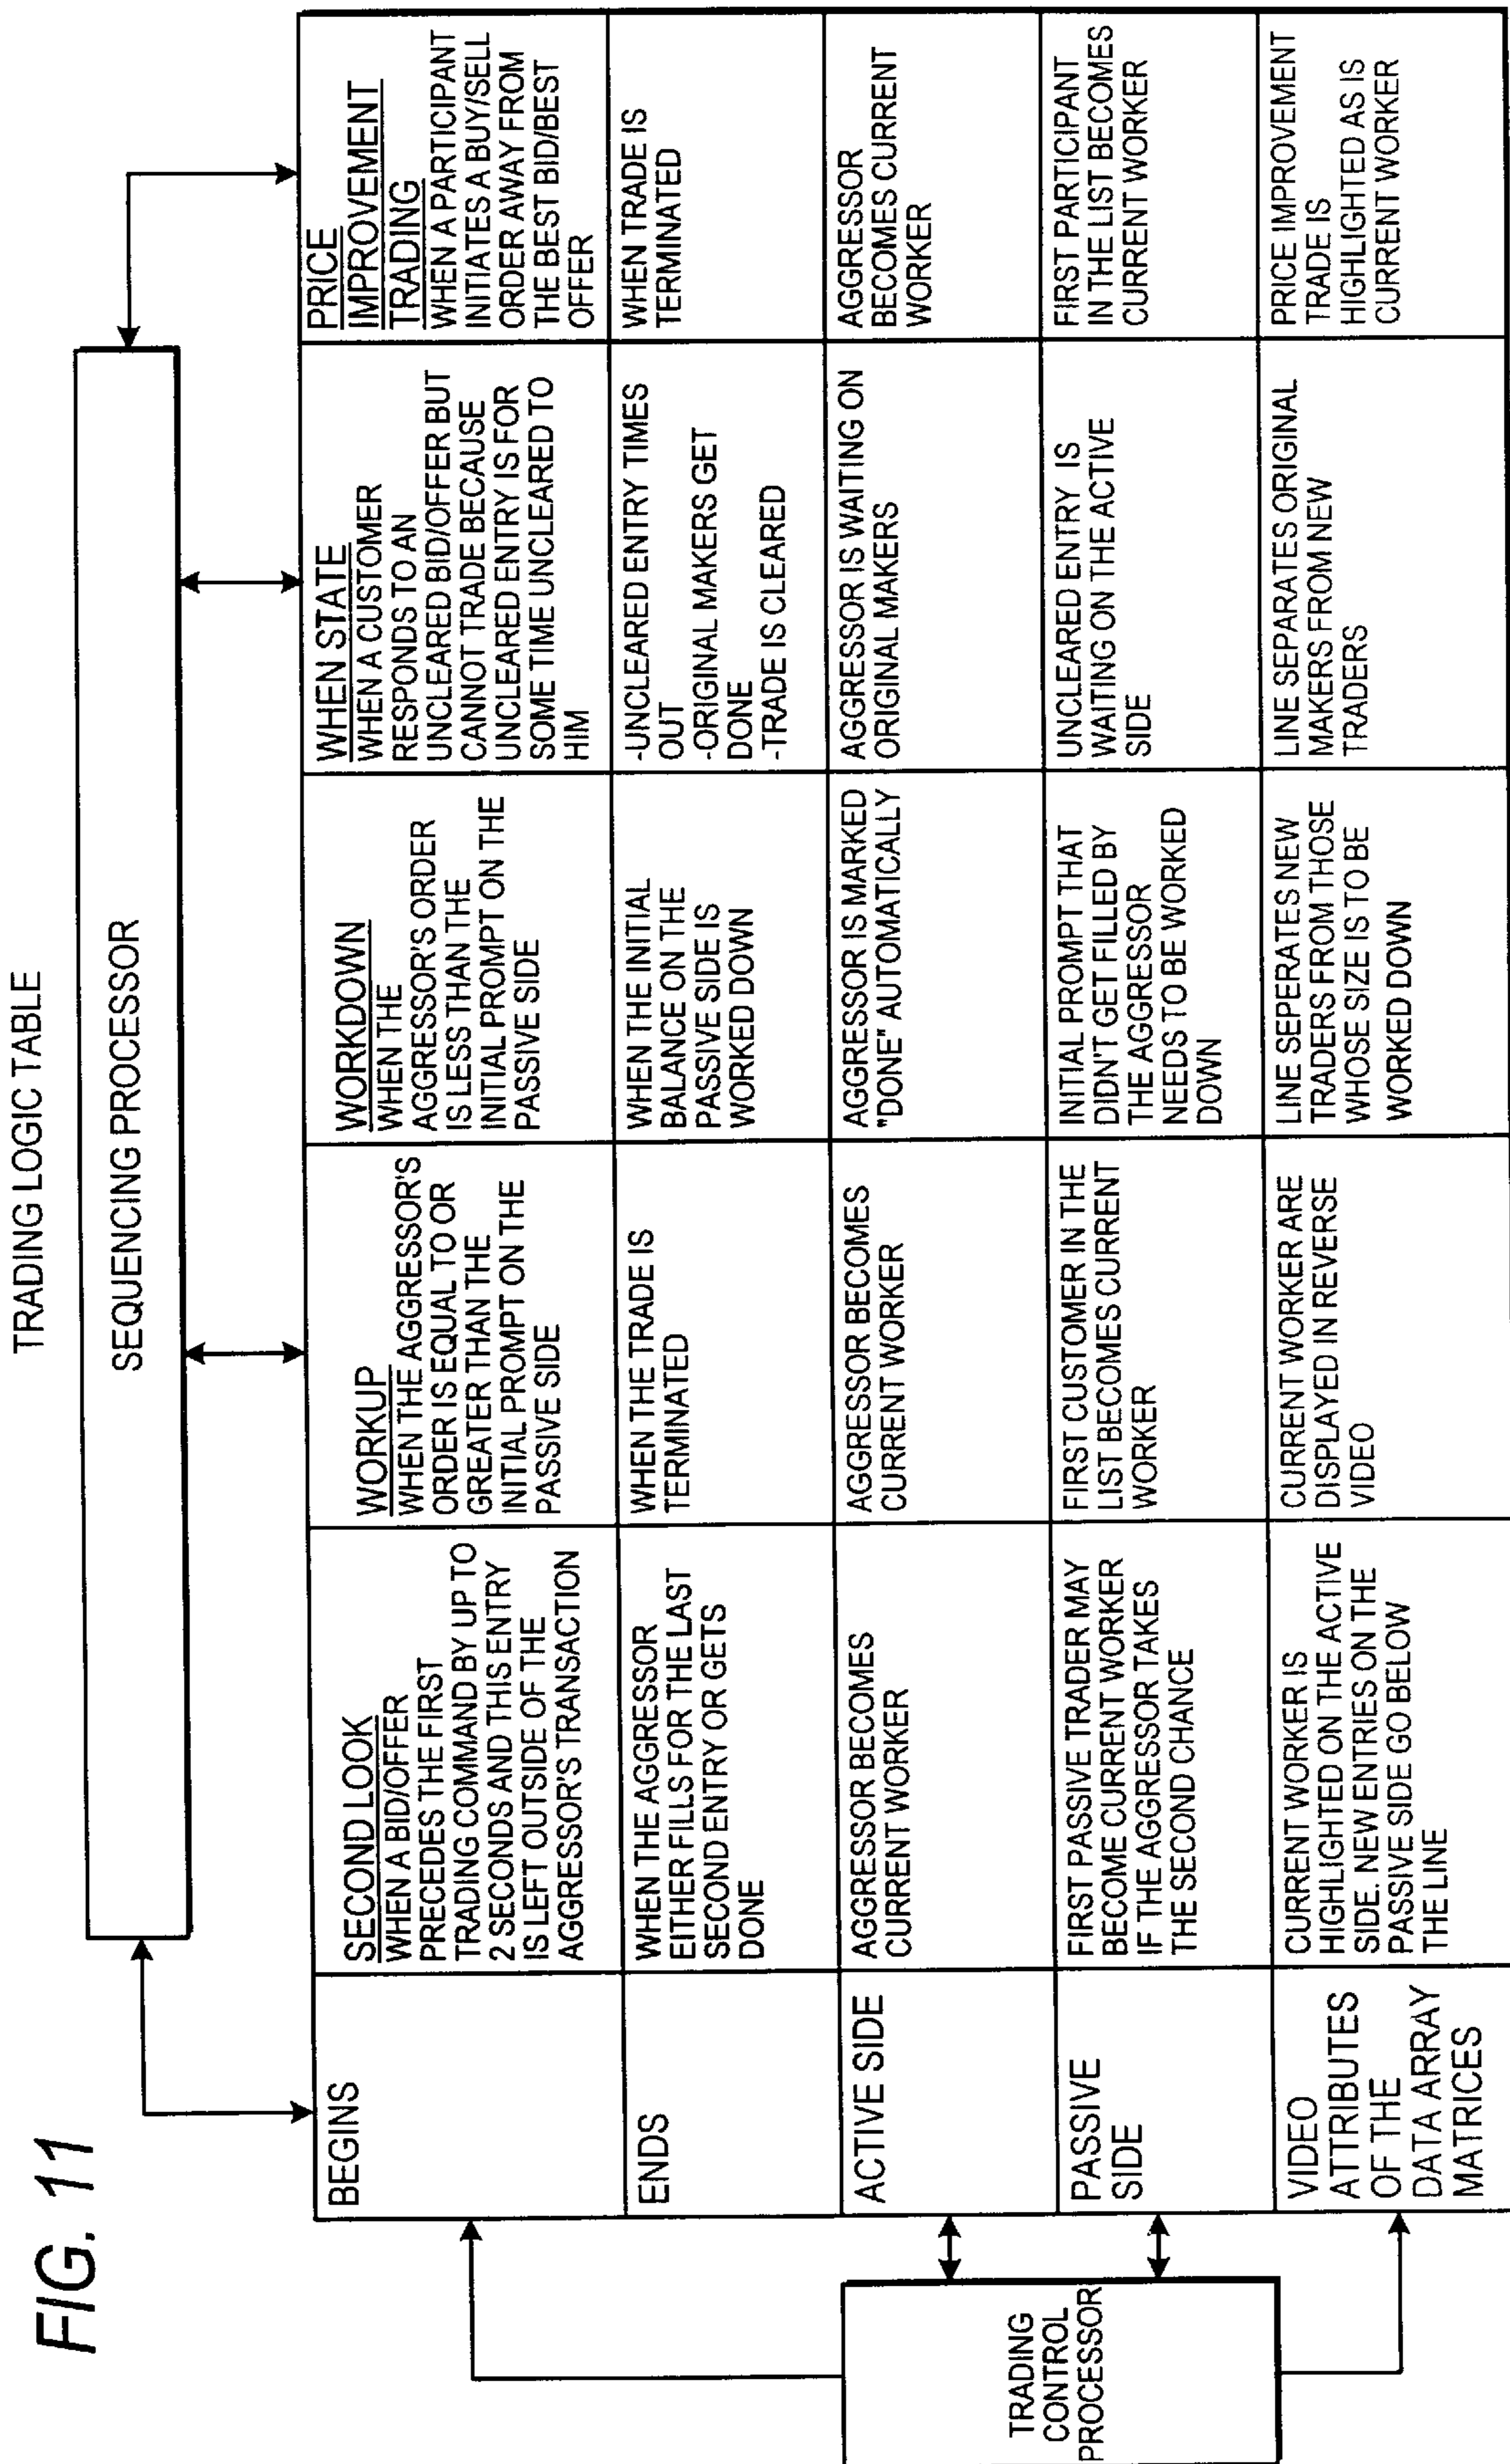 FIG. 11
TRADING LOGIC TABLE
SEQUENCING PROCESSOR
TRADING
CONTROL
PROCESSOR
BEGINS
SECOND LOOK
WHEN A BID/OFFER
PRECEDES THE FIRST
TRADING COMMAND BY UP TO
2 SECONDS AND THIS ENTRY
IS LEFT OUTSIDE OF THE
AGGRESSOR'S TRANSACTION
WORKUP
WHEN THE AGGRESSOR'S
ORDER IS EQUAL TO OR
GREATER THAN THE
INITIAL PROMPT ON THE
PASSIVE SIDE
WORKDOWN
WHEN THE
AGGRESSOR'S ORDER
IS LESS THAN THE
INITIAL PROMPT ON THE
PASSIVE SIDE
WHEN STATE
WHEN A CUSTOMER
RESPONDS TO AN
UNCLEARED BID/OFFER BUT
CANNOT TRADE BECAUSE
UNCLEARED ENTRY IS FOR
SOME TIME UNCLEARED TO
HIM
PRICE
IMPROVEMENT
TRADING
WHEN A PARTICIPANT
INITIATES A BUY/SELL
ORDER AWAY FROM
THE BEST BID/BEST
OFFER
ENDS
WHEN THE AGGRESSOR
EITHER FILLS FOR THE LAST
SECOND ENTRY OR GETS
DONE
WHEN THE TRADE IS
TERMINATED
WHEN THE INITIAL
BALANCE ON THE
PASSIVE SIDE IS
WORKED DOWN
-UNCLEARED ENTRY TIMES
OUT
-ORIGINAL MAKERS GET
DONE
-TRADE IS CLEARED
WHEN TRADE IS
TERMINATED
ACTIVE SIDE
AGGRESSOR BECOMES
CURRENT WORKER
AGGRESSOR BECOMES
CURRENT WORKER
AGGRESSOR IS MARKED
"DONE" AUTOMATICALLY
AGGRESSOR IS WAITING ON
ORIGINAL MAKERS
AGGRESSOR
BECOMES CURRENT
WORKER
PASSIVE
SIDE
FIRST PASSIVE TRADER MAY
BECOME CURRENT WORKER
IF THE AGGRESSOR TAKES
THE SECOND CHANCE
FIRST CUSTOMER IN THE
LIST BECOMES CURRENT
WORKER
INITIAL PROMPT THAT
DIDN'T GET FILLED BY
THE AGGRESSOR
NEEDS TO BE WORKED
DOWN
UNCLEARED ENTRY IS
WAITING ON THE ACTIVE
SIDE
FIRST PARTICIPANT
IN THE LIST BECOMES
CURRENT WORKER
VIDEO
ATTRIBUTES
OF THE
DATA ARRAY
MATRICES
CURRENT WORKER IS
HIGHLIGHTED ON THE ACTIVE
SIDE. NEW ENTRIES ON THE
PASSIVE SIDE GO BELOW
THE LINE
CURRENT WORKER ARE
DISPLAYED IN REVERSE
VIDEO
LINE SEPERATES NEW
TRADERS FROM THOSE
WHOSE SIZE IS TO BE
WORKED DOWN
LINE SEPARATES ORIGINAL
MAKERS FROM NEW
TRADERS
PRICE IMPROVEMENT
TRADE IS
HIGHLIGHTED AS IS
CURRENT WORKER